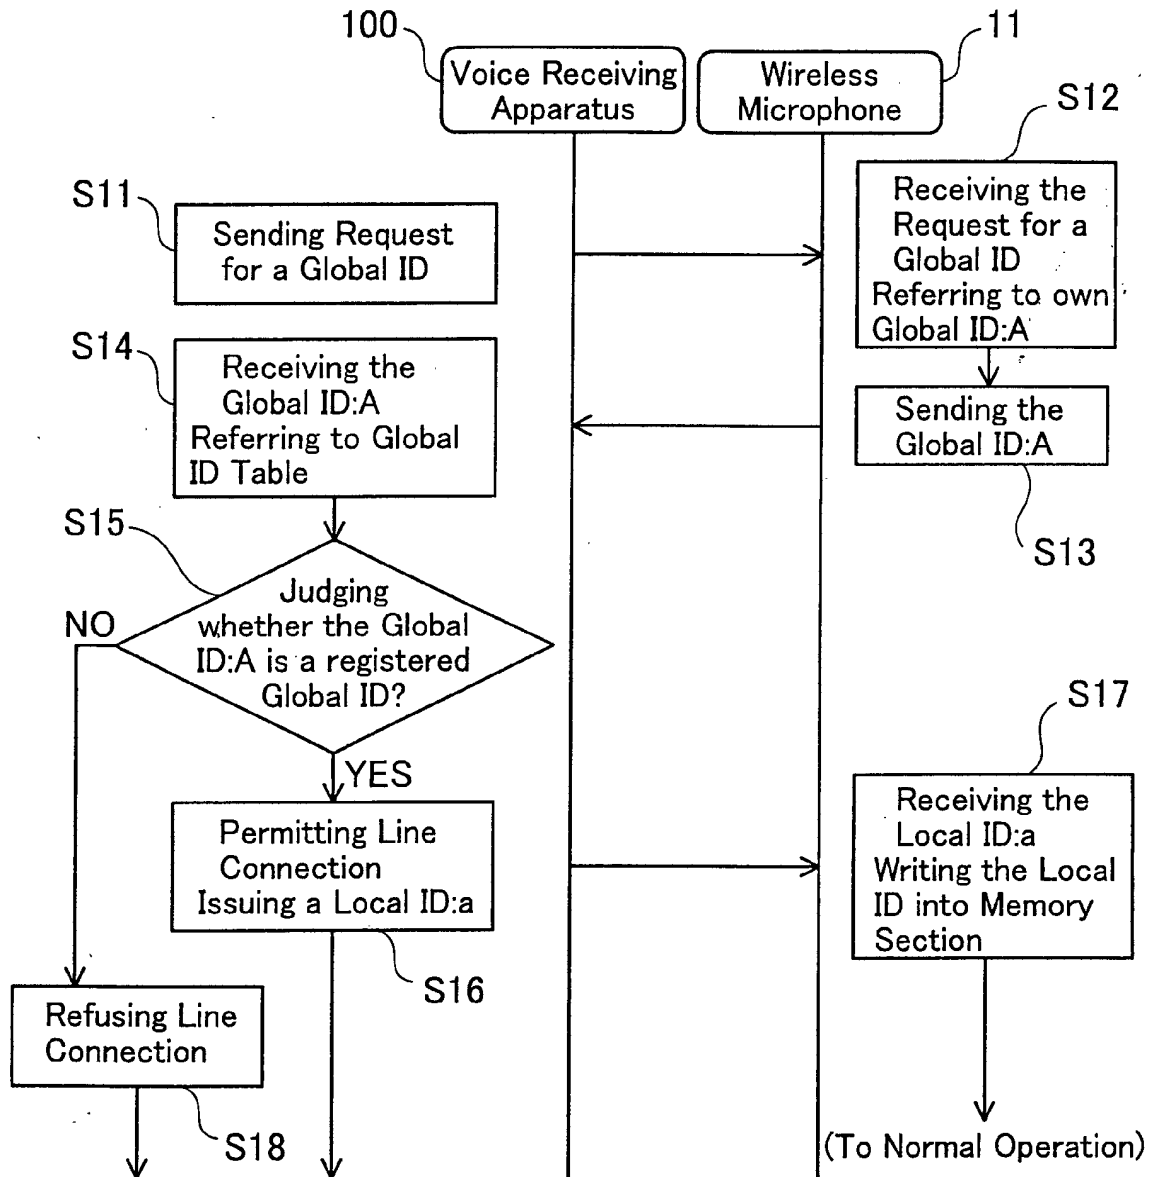 100
11
Voice Receiving
Apparatus
Wireless
Microphone
S12
S11
Sending Request
for a Global ID
Receiving the
Request for a
Global ID
Referring to own
Global ID:A
S14
Receiving the
Global ID:A
Referring to Global
ID Table
Sending the
Global ID:A
S13
S15
Judging
whether the Global
ID:A is a registered
Global ID?
NO
YES
S17
Permitting Line
Connection
Issuing a Local ID:a
S16
Receiving the
Local ID:a
Writing the Local
ID into Memory
Section
Refusing Line
Connection
S18
(To Normal Operation)